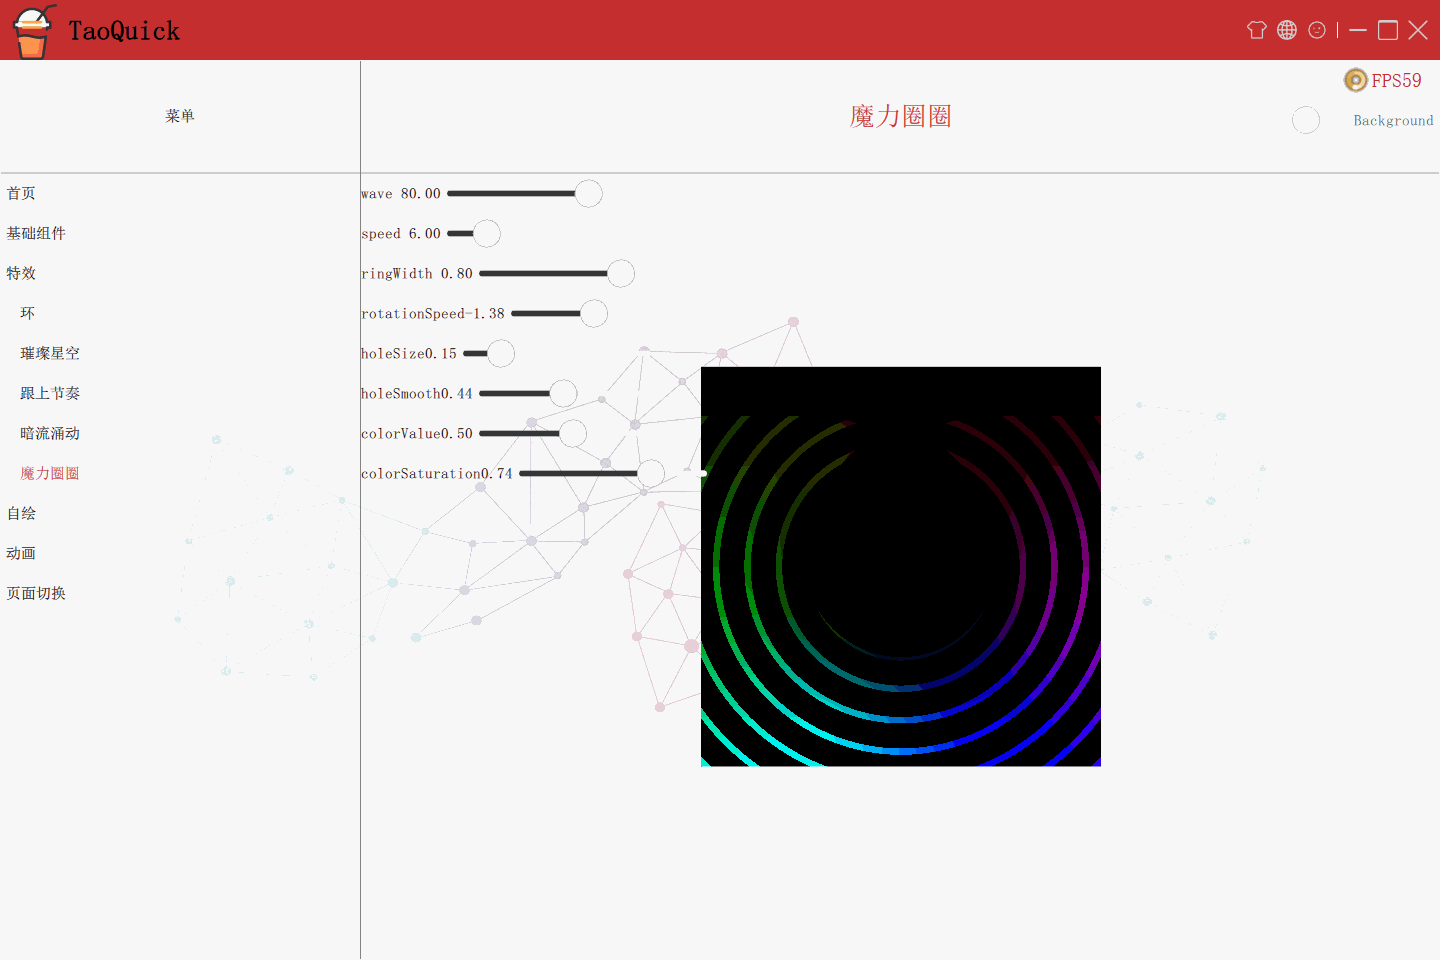 TaoQuick
FPS59
菜单
魔力圈圈
Background
首页
基础组件
特效
环
璀璨星空
跟上节奏
暗流涌动
魔力圈圈
自绘
动画
页面切换
wave 80.00
speed 6.00
ringWidth 0.80
rotationSpeed-1.38
holeSize0.15
holeSmooth0.44
colorValue0.50
colorSaturation0.74